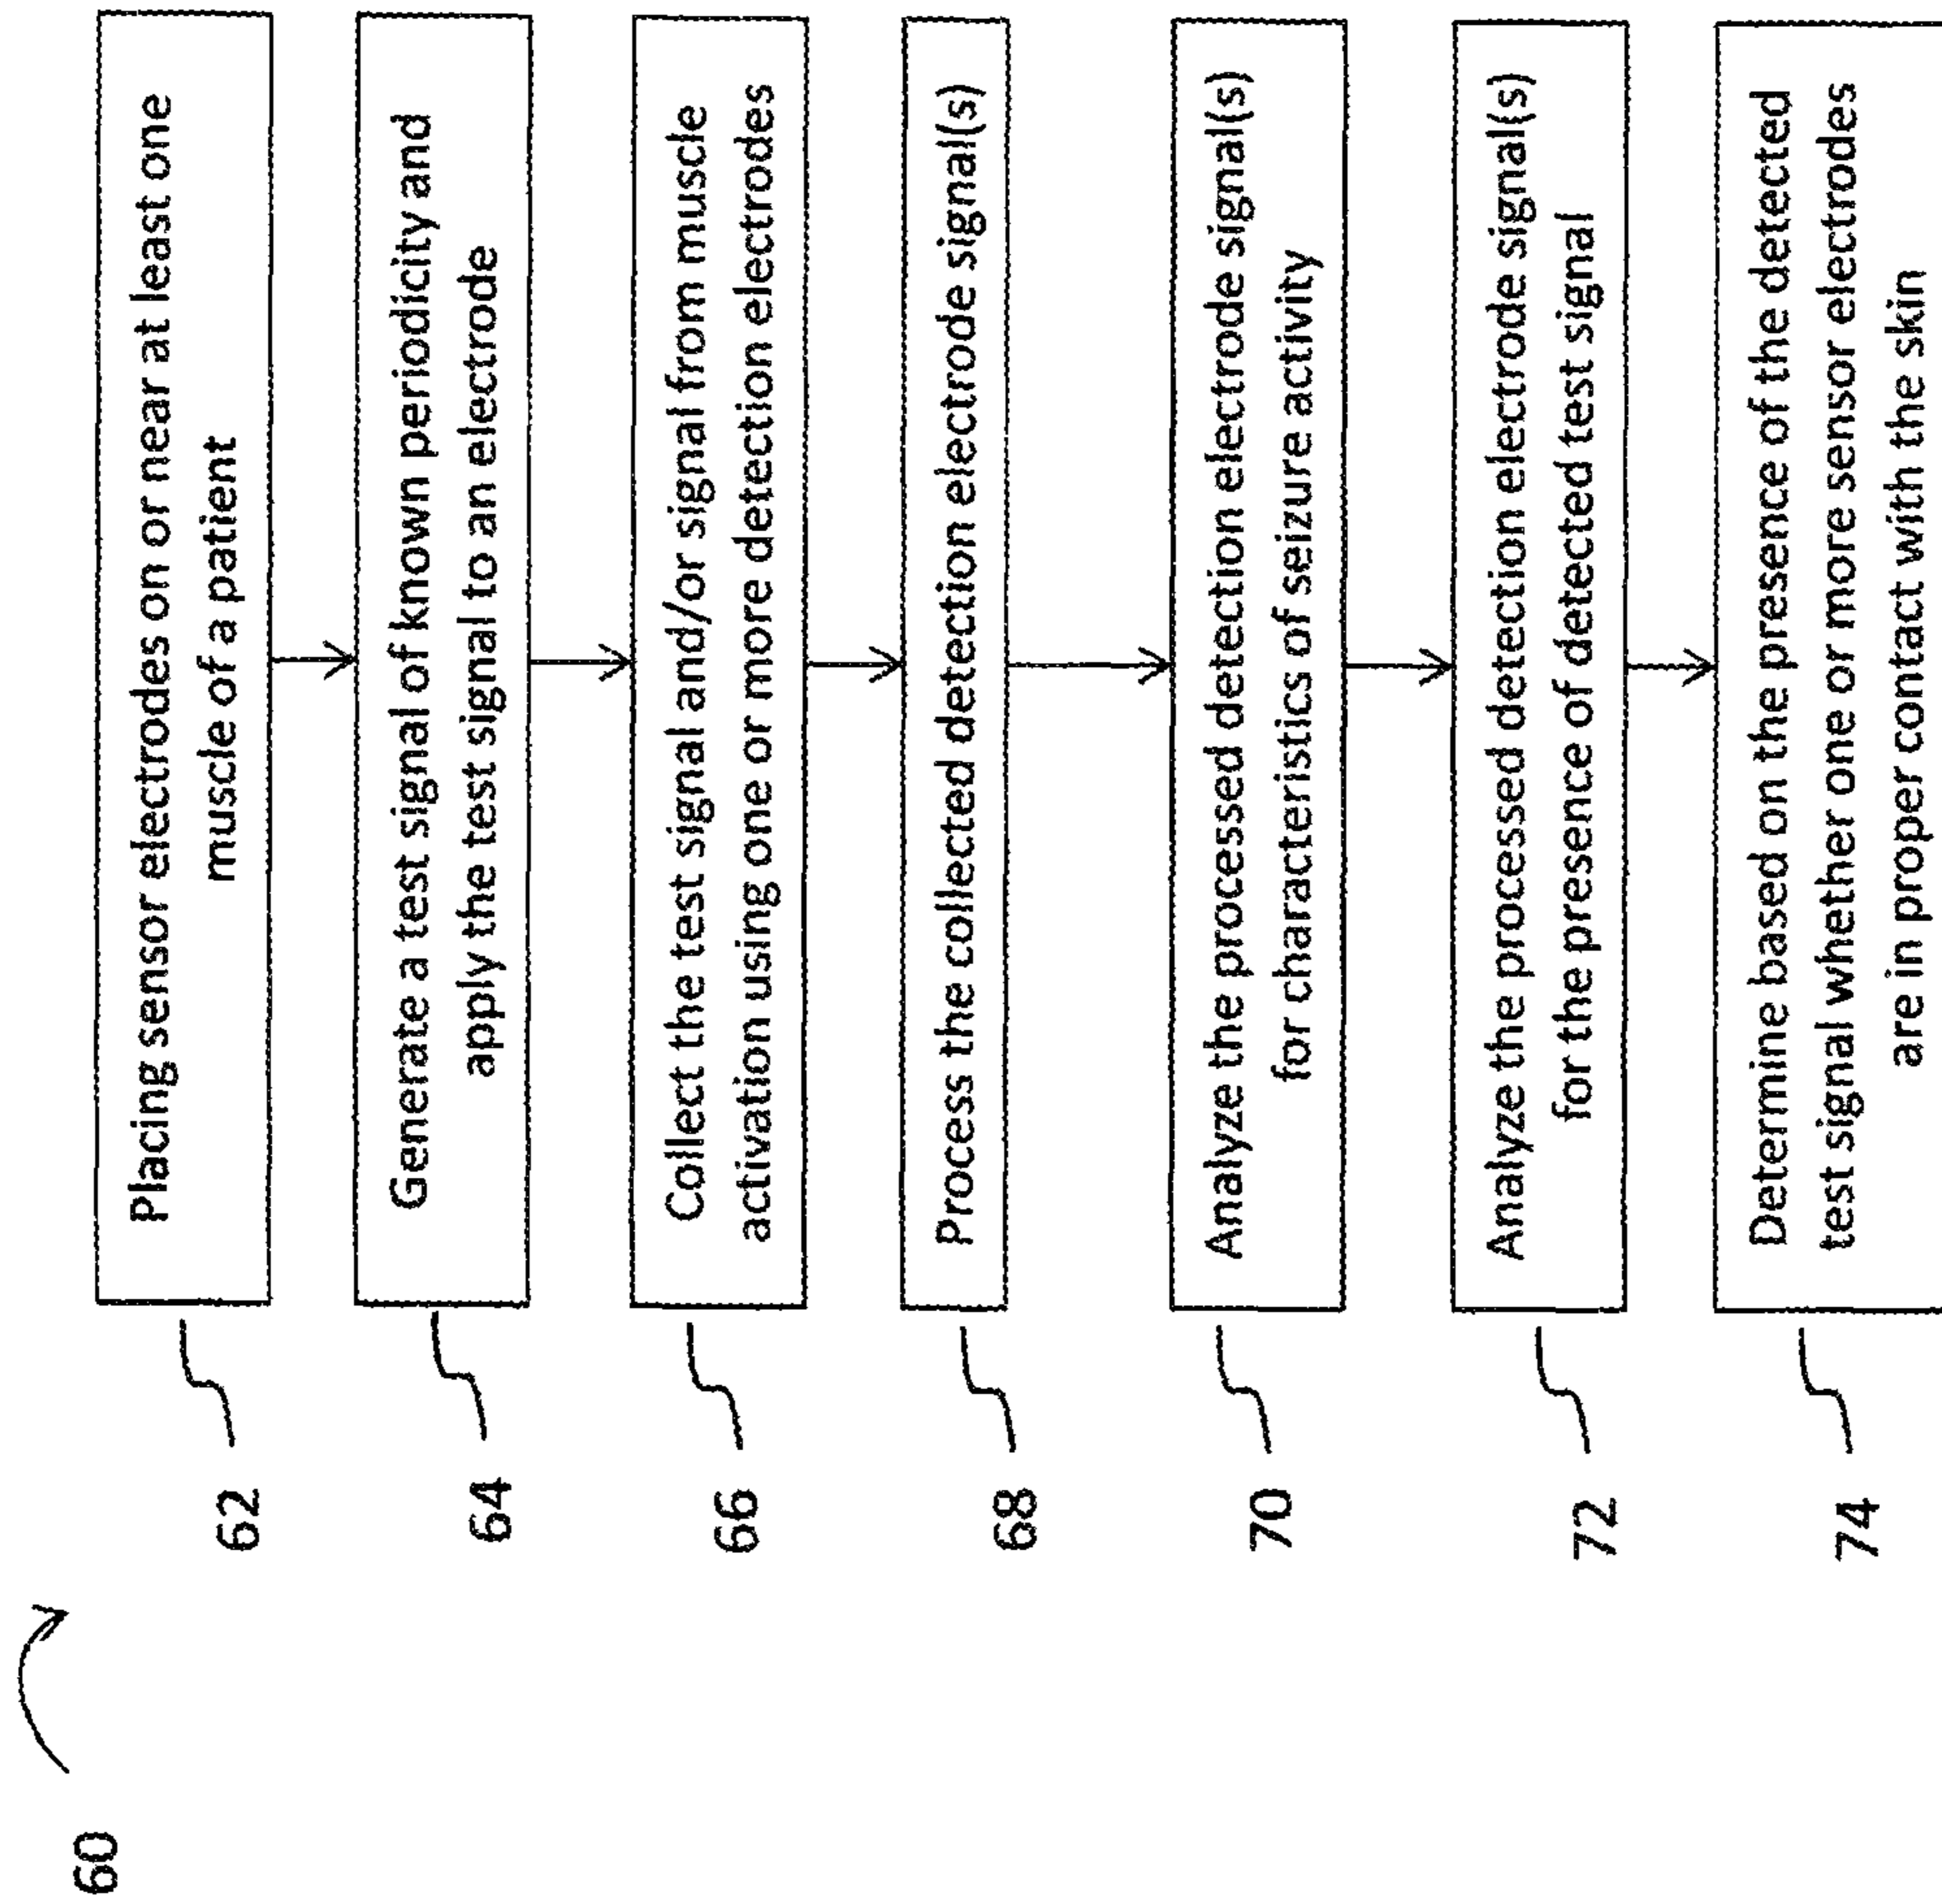 60
62
Placing sensor electrodes on or near at least one
muscle of a patient
64
Generate a test signal of known periodicity and
apply the test signal to an electrode
66
Collect the test signal and/or signal from muscle
activation using one or more detection electrodes
68
Process the collected detection electrode signal(s)
70
Analyze the processed detection electrode signal(s)
for characteristics of seizure activity
72
Analyze the processed detection electrode signal(s)
for the presence of detected test signal
74
Determine based on the presence of the detected
test signal whether one or more sensor electrodes
are in proper contact with the skin